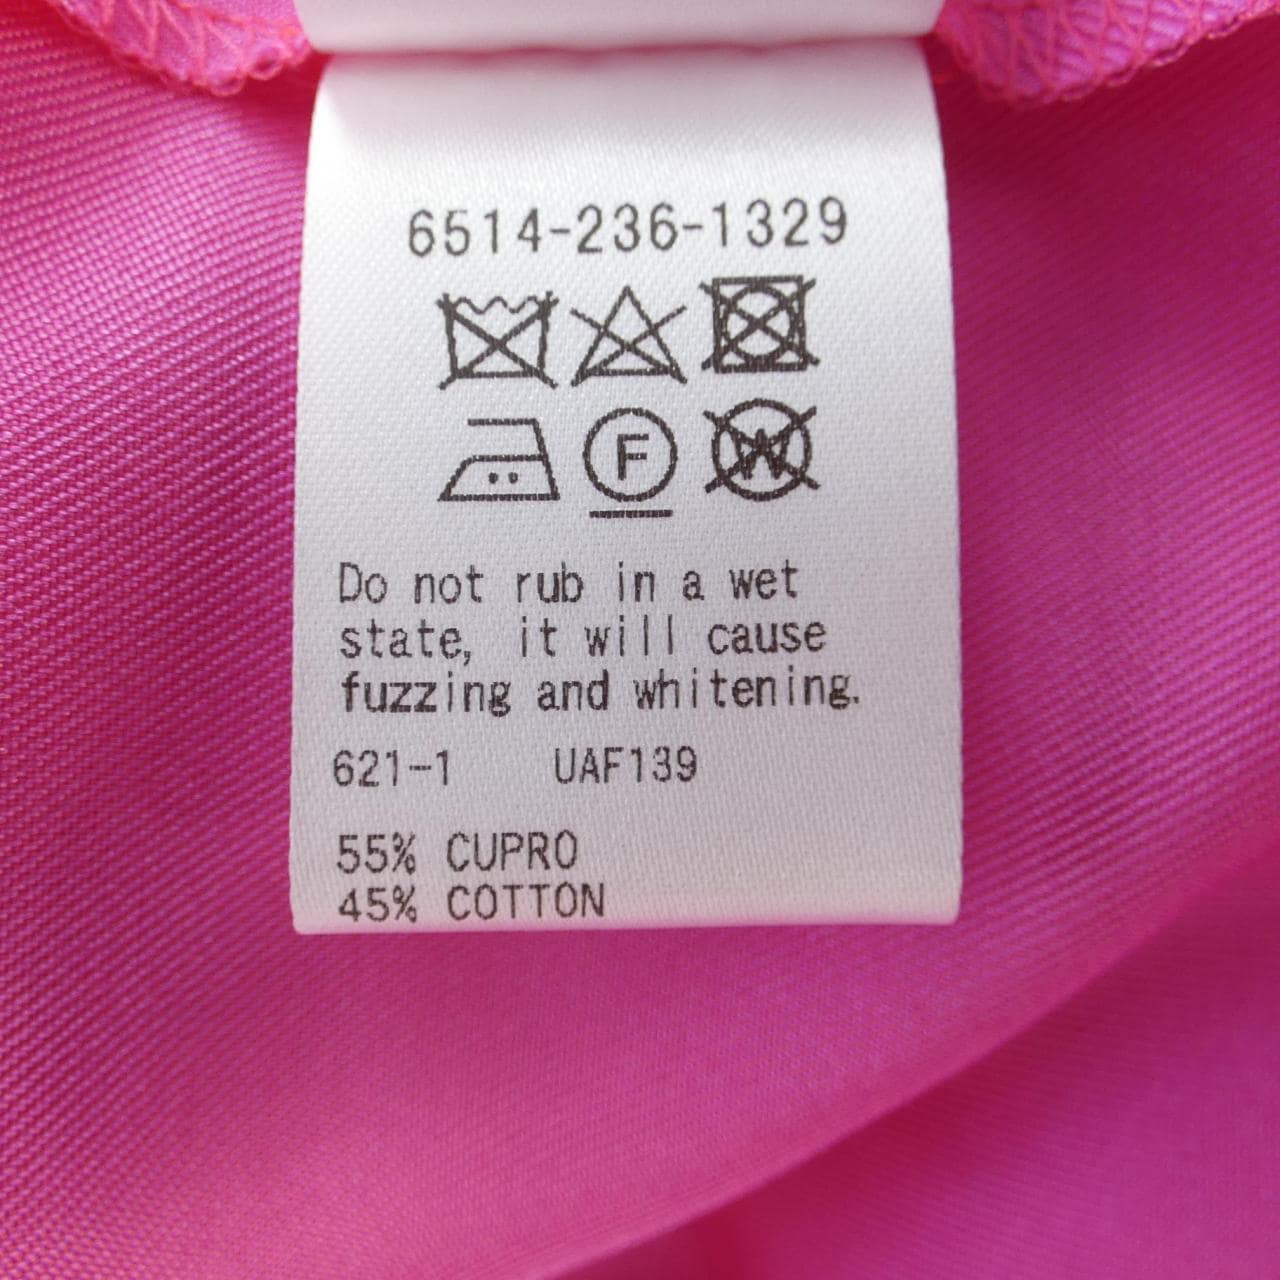 6514-236-1329
F
W
Do not rub in a wet
state, it will cause
fuzzing and whitening.
621-1 UAF139
55% CUPRO
45% COTTON